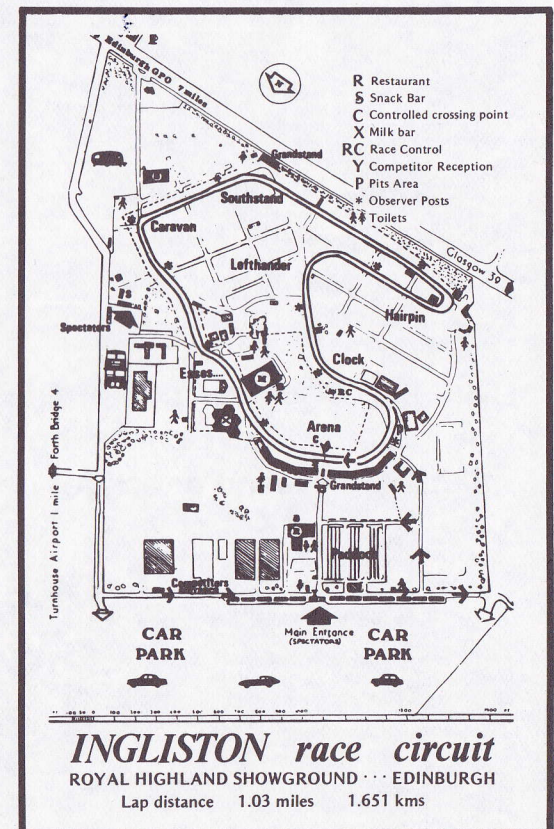 P
Edinburgh GPO 7 miles
R Restaurant
S Snack Bar
C Controlled crossing point
X Milk bar
RC Race Control
Y Competitor Reception
P Pits Area
* Observer Posts
Toilets
Grandstand
Southstand
Caravan
Glasgow 39
Lefthander
Hairpin
S
Spectators
Clock
Esses
RC
Arena
C
Grandstand
Turnhouse Airport 1 mile Forth Bridge 4
Paddock
Competitors
Main Entrance
(SPECTATORS)
CAR
PARK
CAR
PARK
INGLISTON race circuit
ROYAL HIGHLAND SHOWGROUND ··· EDINBURGH
Lap distance 1.03 miles 1.651 kms